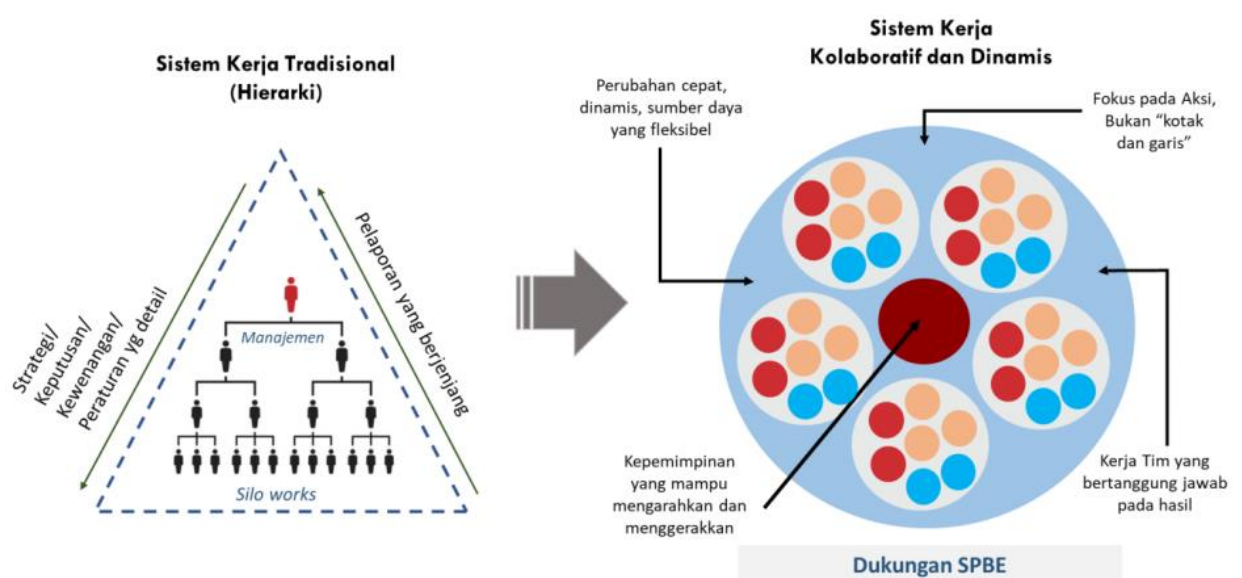 Sistem Kerja Tradisional
(Hierarki)
Strategi/
Keputusan/
Kewenangan/
Peraturan yg detail
Pelaporan yang berjenjang
Manajemen
Silo works
Sistem Kerja
Kolaboratif dan Dinamis
Perubahan cepat,
dinamis, sumber daya
yang fleksibel
Fokus pada Aksi,
Bukan “kotak
dan garis”
Kepemimpinan
yang mampu
mengarahkan dan
menggerakkan
Kerja Tim yang
bertanggung jawab
pada hasil
Dukungan SPBE